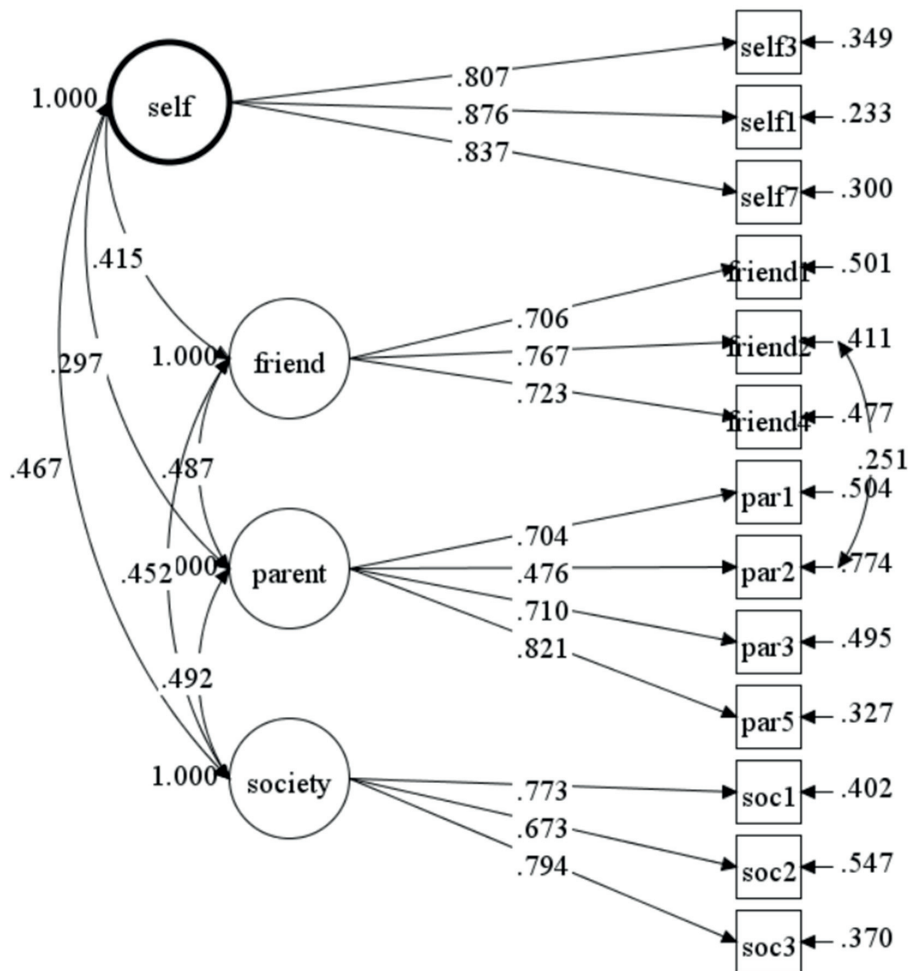 self3
.349
.807
1.000
self
.876
self1
.233
.837
self7
.300
.415
friend1
.501
.706
1.000
friend
.767
friend2
.411
.297
.723
friend4
.477
.467
.487
.251
par1
.504
.704
.452
000
parent
.476
par2
.774
.710
par3
.495
.821
.492
par5
.327
1.000
society
.773
soc1
.402
.673
soc2
.547
.794
soc3
.370